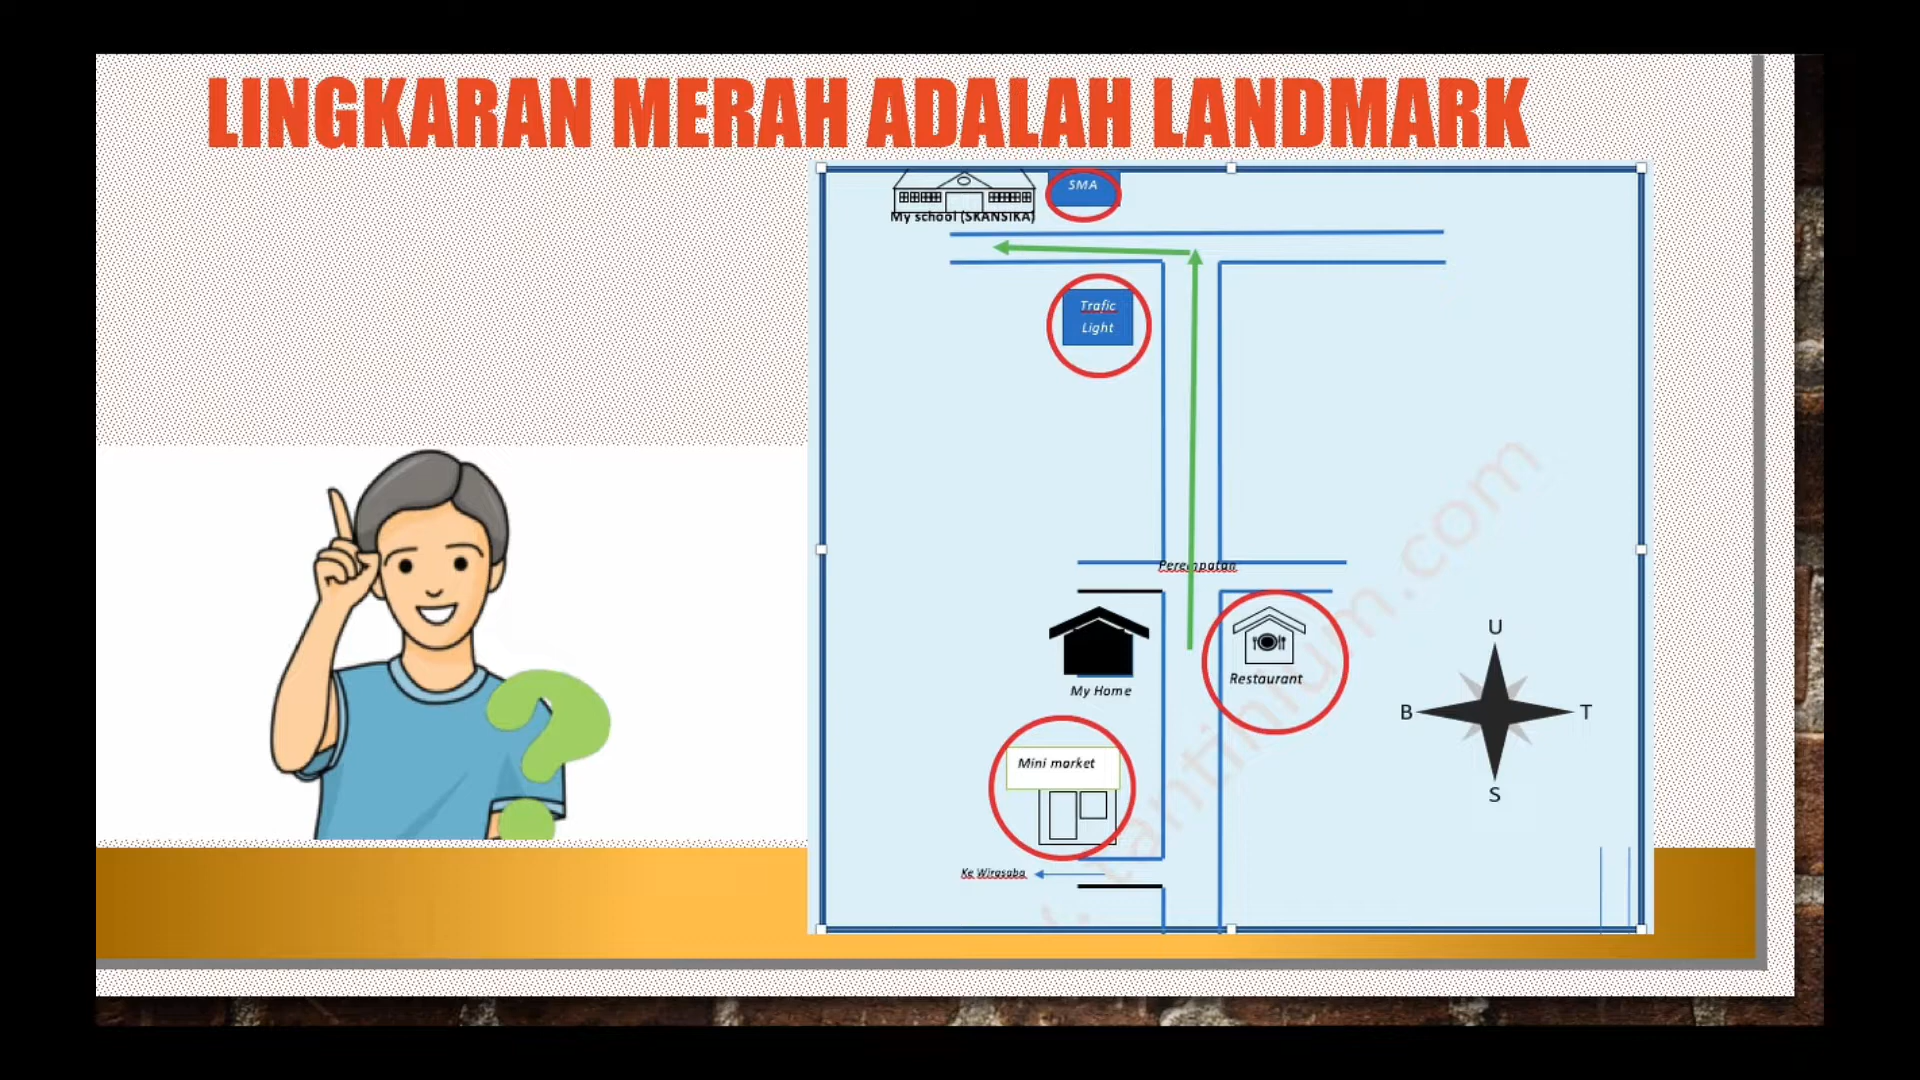 LINGKARAN MERAH ADALAH LANDMARK
SMA
My school (SKANSIKA)
Trafic
Light
Perempatan
My Home
Restaurant
Mini market
Ke Wirasaba
U
B
T
S